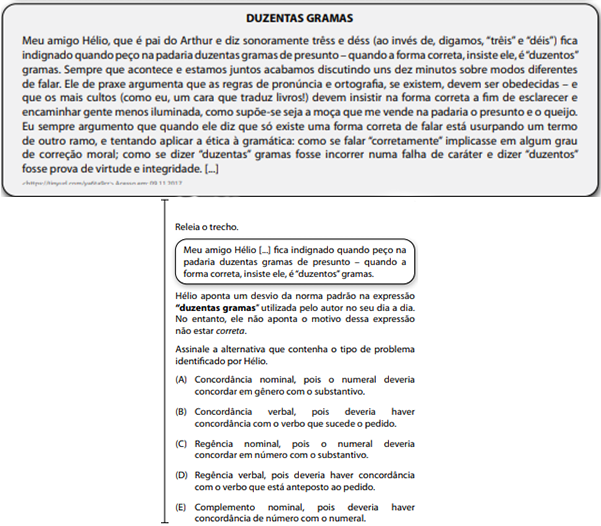 DUZENTAS GRAMAS
Meu amigo Hélio, que é pai do Arthur e diz sonoramente trêss e déss (ao invés de, digamos, “trêis” e “déis”) fica
indignado quando peço na padaria duzentas gramas de presunto – quando a forma correta, insiste ele, é “duzentos”
gramas. Sempre que acontece e estamos juntos acabamos discutindo uns dez minutos sobre modos diferentes
de falar. Ele de praxe argumenta que as regras de pronúncia e ortografia, se existem, devem ser obedecidas – e
que os mais cultos (como eu, um cara que traduz livros!) devem insistir na forma correta a fim de esclarecer e
encaminhar gente menos iluminada, como supõe-se seja a moça que me vende na padaria o presunto e o queijo.
Eu sempre argumento que quando ele diz que só existe uma forma correta de falar está usurpando um termo
de outro ramo, e tentando aplicar a ética à gramática: como se falar “corretamente” implicasse em algum grau
de correção moral; como se dizer “duzentas” gramas fosse incorrer numa falha de caráter e dizer “duzentos”
fosse prova de virtude e integridade. [...]
Acesso em: 09.11.2017
Releia o trecho.
Meu amigo Hélio [...] fica indignado quando peço na
padaria duzentas gramas de presunto – quando a
forma correta, insiste ele, é “duzentos” gramas.
Hélio aponta um desvio da norma padrão na expressão
“duzentas gramas” utilizada pelo autor no seu dia a dia.
No entanto, ele não aponta o motivo dessa expressão
não estar correta.
Assinale a alternativa que contenha o tipo de problema
identificado por Hélio.
(A) Concordância nominal, pois o numeral deveria
concordar em gênero com o substantivo.
(B) Concordância verbal, pois deveria haver
concordância com o verbo que sucede o pedido.
(C) Regência nominal, pois o numeral deveria
concordar em número com o substantivo.
(D) Regência verbal, pois deveria haver concordância
com o verbo que está anteposto ao pedido.
(E) Complemento nominal, pois deveria haver
concordância de número com o numeral.